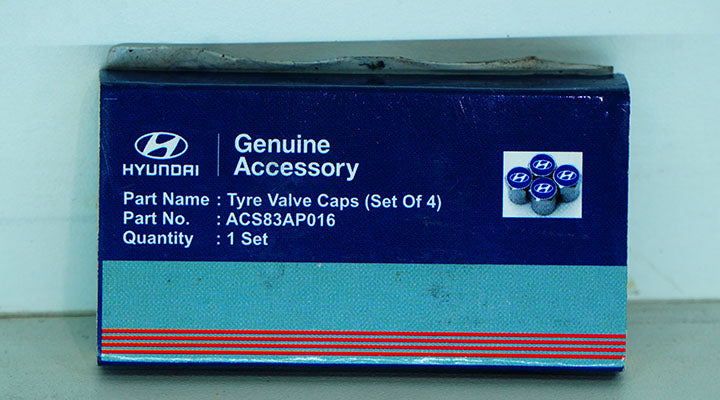 HYUNDAI
Genuine
Accessory
Part Name : Tyre Valve Caps (Set Of 4)
Part No. : ACS83AP016
Quantity : 1 Set